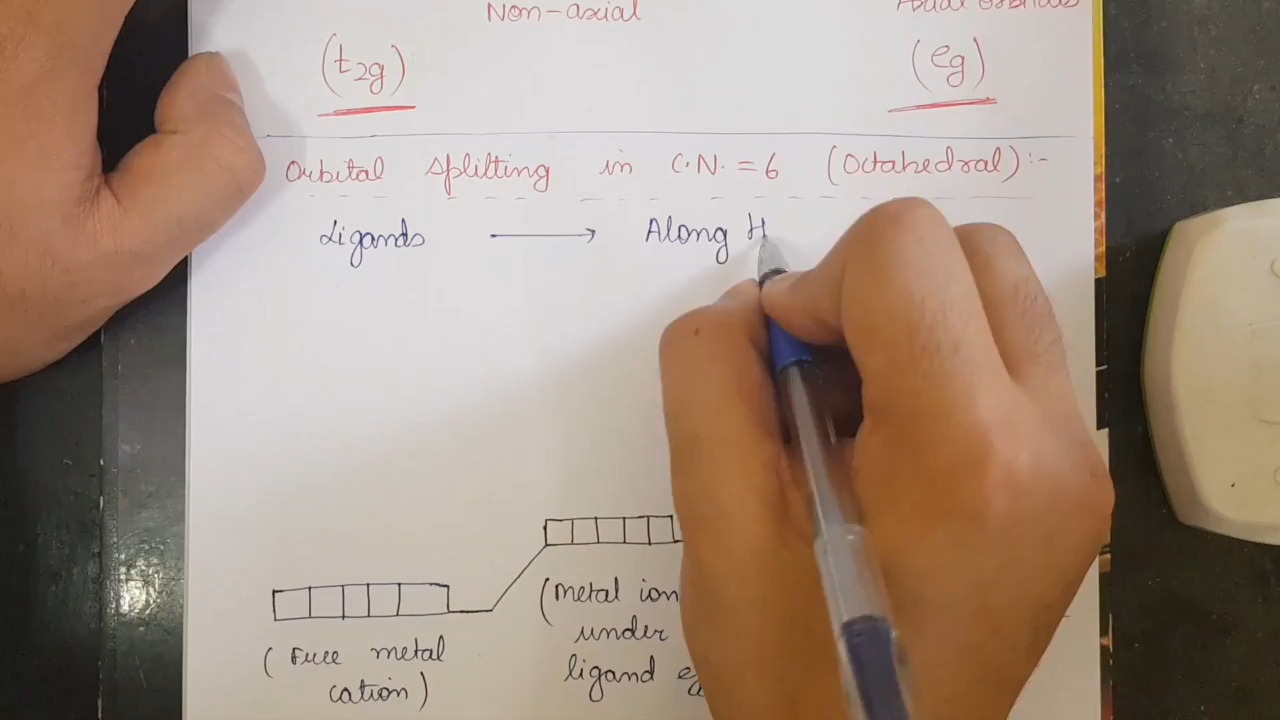 Non-axial
(t2g) (eg)
Orbital splitting in C.N. = 6 (Octahedral) :-
Ligands → Along
(Free metal
cation)
(metal ion
under
ligand